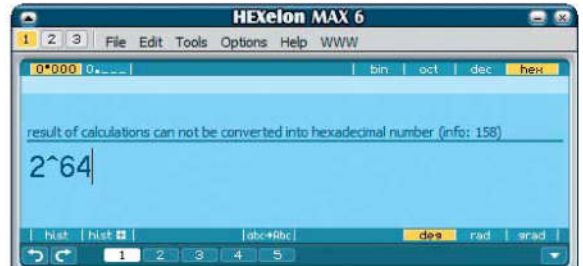 HEXelon MAX 6
1 2 3 File Edit Tools Options Help WWW
0*000 0.___ bin oct dec hex
result of calculations can not be converted into hexadecimal number (info: 158)
2^64
hist hist abc→Abc deg rad grad
1 2 3 4 5